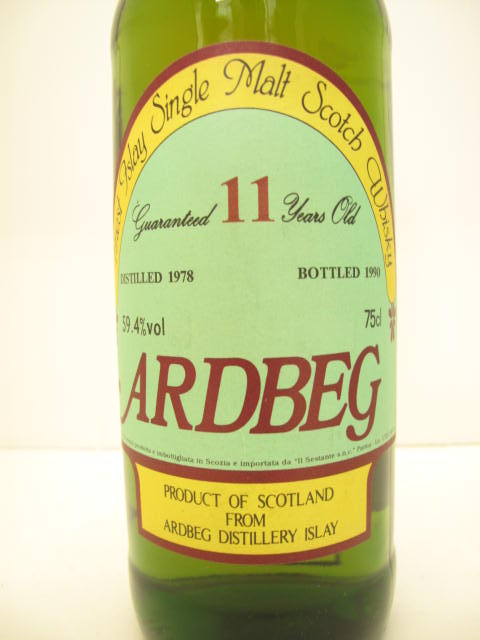 Islay Single Malt Scotch Whisky
Guaranteed 11 Years Old
DISTILLED 1978 BOTTLED 1990
59.4%vol 75cl
ARDBEG
prodotto e imbottigliato in Scozia e importata da "Il Sestante s.n.c."
PRODUCT OF SCOTLAND
FROM
ARDBEG DISTILLERY ISLAY